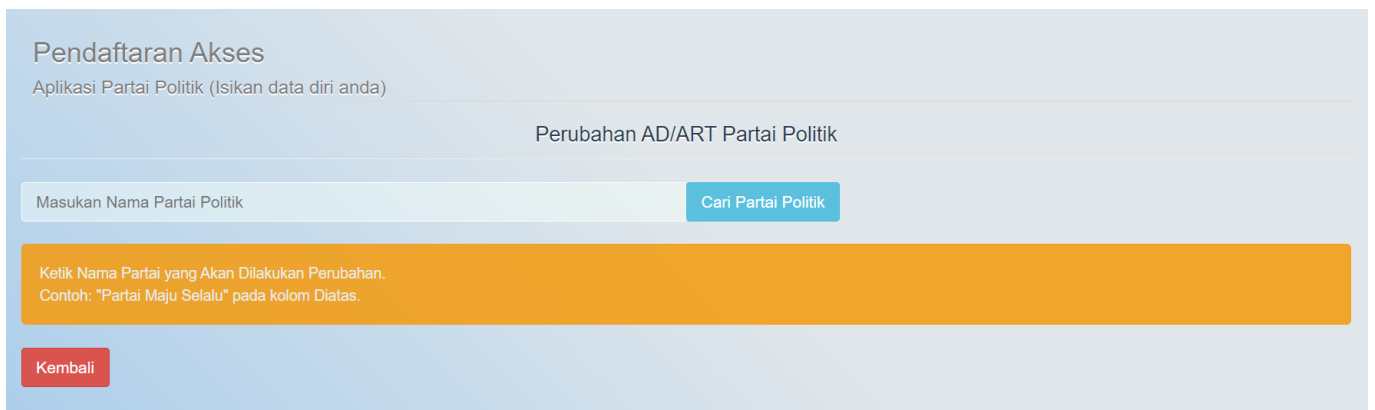 Pendaftaran Akses
Aplikasi Partai Politik (Isikan data diri anda)
Perubahan AD/ART Partai Politik
Masukan Nama Partai Politik
Cari Partai Politik
Ketik Nama Partai yang Akan Dilakukan Perubahan.
Contoh: "Partai Maju Selalu" pada kolom Diatas.
Kembali